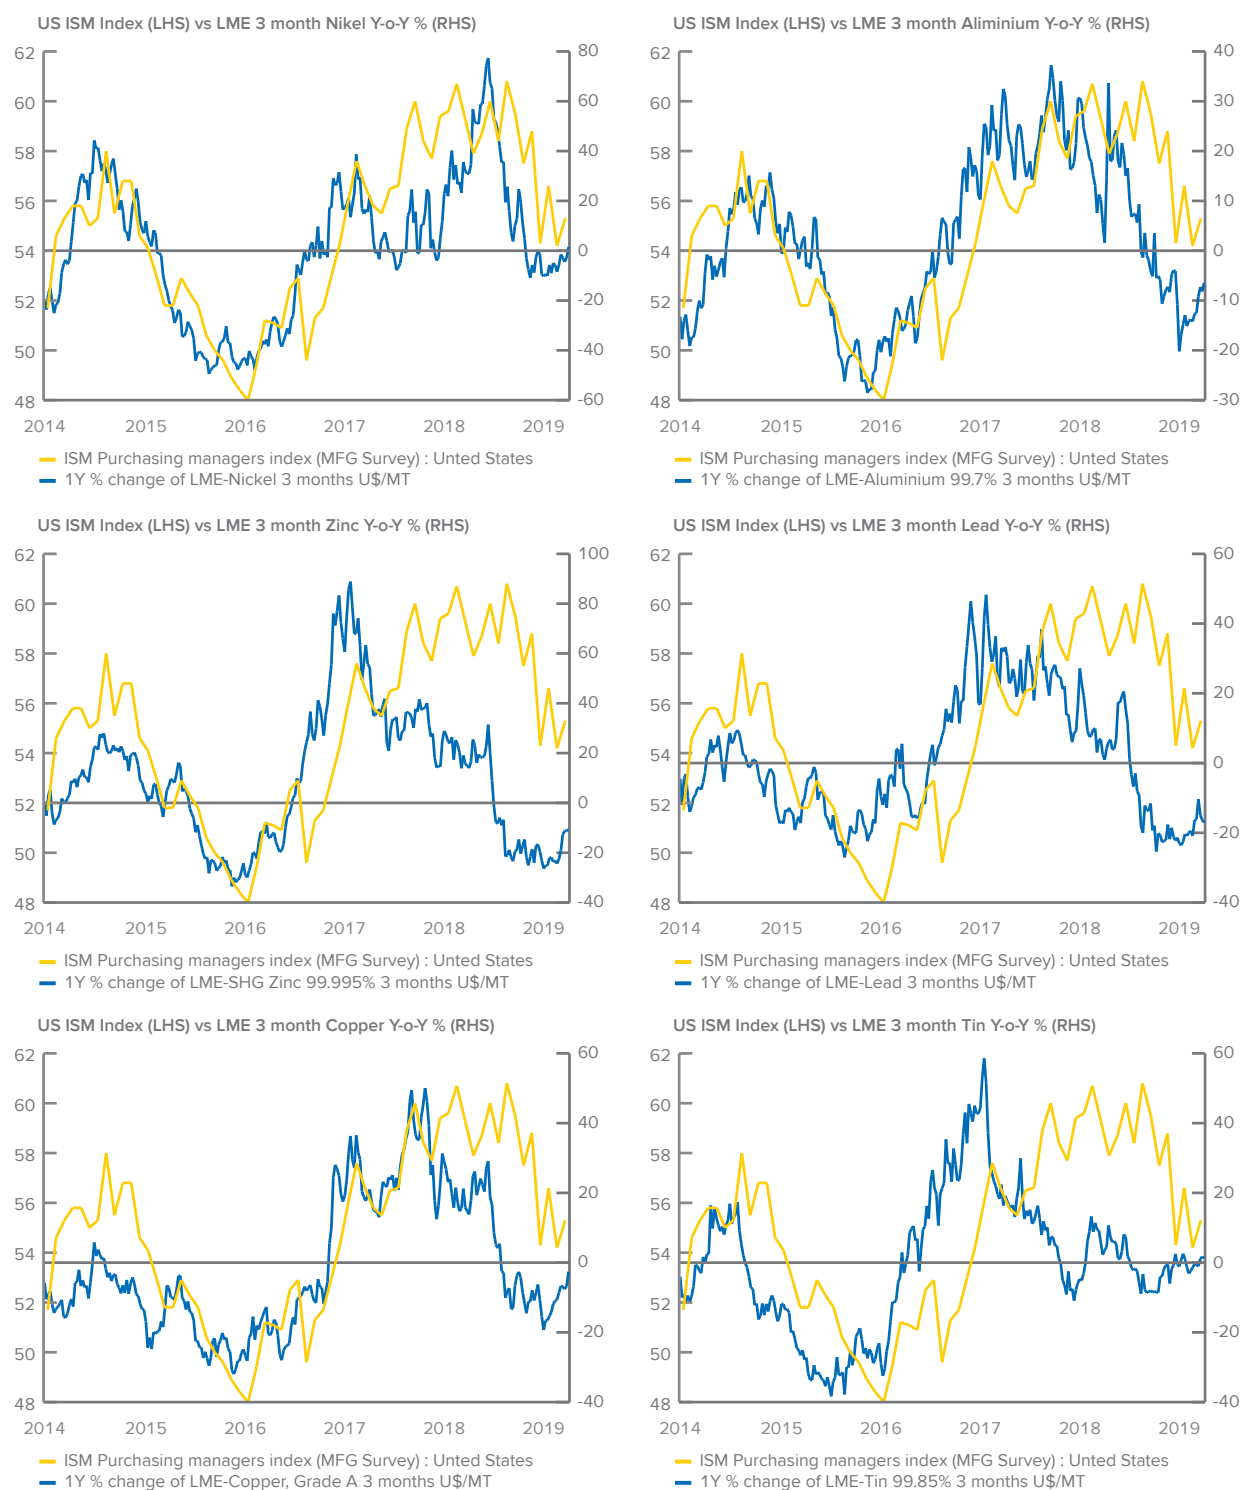 US ISM Index (LHS) vs LME 3 month Nikel Y-o-Y % (RHS)
62 80
60 60
58 40
56 20
54 0
52 -20
50 -40
48 -60
2014 2015 2016 2017 2018 2019
ISM Purchasing managers index (MFG Survey) : Unted States
1Y % change of LME-Nickel 3 months U$/MT
US ISM Index (LHS) vs LME 3 month Aliminium Y-o-Y % (RHS)
62 40
60 30
58 20
56 10
54 0
52 -10
50 -20
48 -30
2014 2015 2016 2017 2018 2019
ISM Purchasing managers index (MFG Survey) : Unted States
1Y % change of LME-Aluminium 99.7% 3 months U$/MT
US ISM Index (LHS) vs LME 3 month Zinc Y-o-Y % (RHS)
62 100
60 80
58 60
56 40
54 20
52 0
50 -20
48 -40
2014 2015 2016 2017 2018 2019
ISM Purchasing managers index (MFG Survey) : Unted States
1Y % change of LME-SHG Zinc 99.995% 3 months U$/MT
US ISM Index (LHS) vs LME 3 month Lead Y-o-Y % (RHS)
62 60
60
40
58
56 20
54
0
52
-20
50
48 -40
2014 2015 2016 2017 2018 2019
ISM Purchasing managers index (MFG Survey) : Unted States
1Y % change of LME-Lead 3 months U$/MT
US ISM Index (LHS) vs LME 3 month Copper Y-o-Y % (RHS)
62 60
60
40
58
56 20
54
0
52
-20
50
48 -40
2014 2015 2016 2017 2018 2019
ISM Purchasing managers index (MFG Survey) : Unted States
1Y % change of LME-Copper, Grade A 3 months U$/MT
US ISM Index (LHS) vs LME 3 month Tin Y-o-Y % (RHS)
62 60
60
40
58
56 20
54
0
52
-20
50
48 -40
2014 2015 2016 2017 2018 2019
ISM Purchasing managers index (MFG Survey) : Unted States
1Y % change of LME-Tin 99.85% 3 months U$/MT